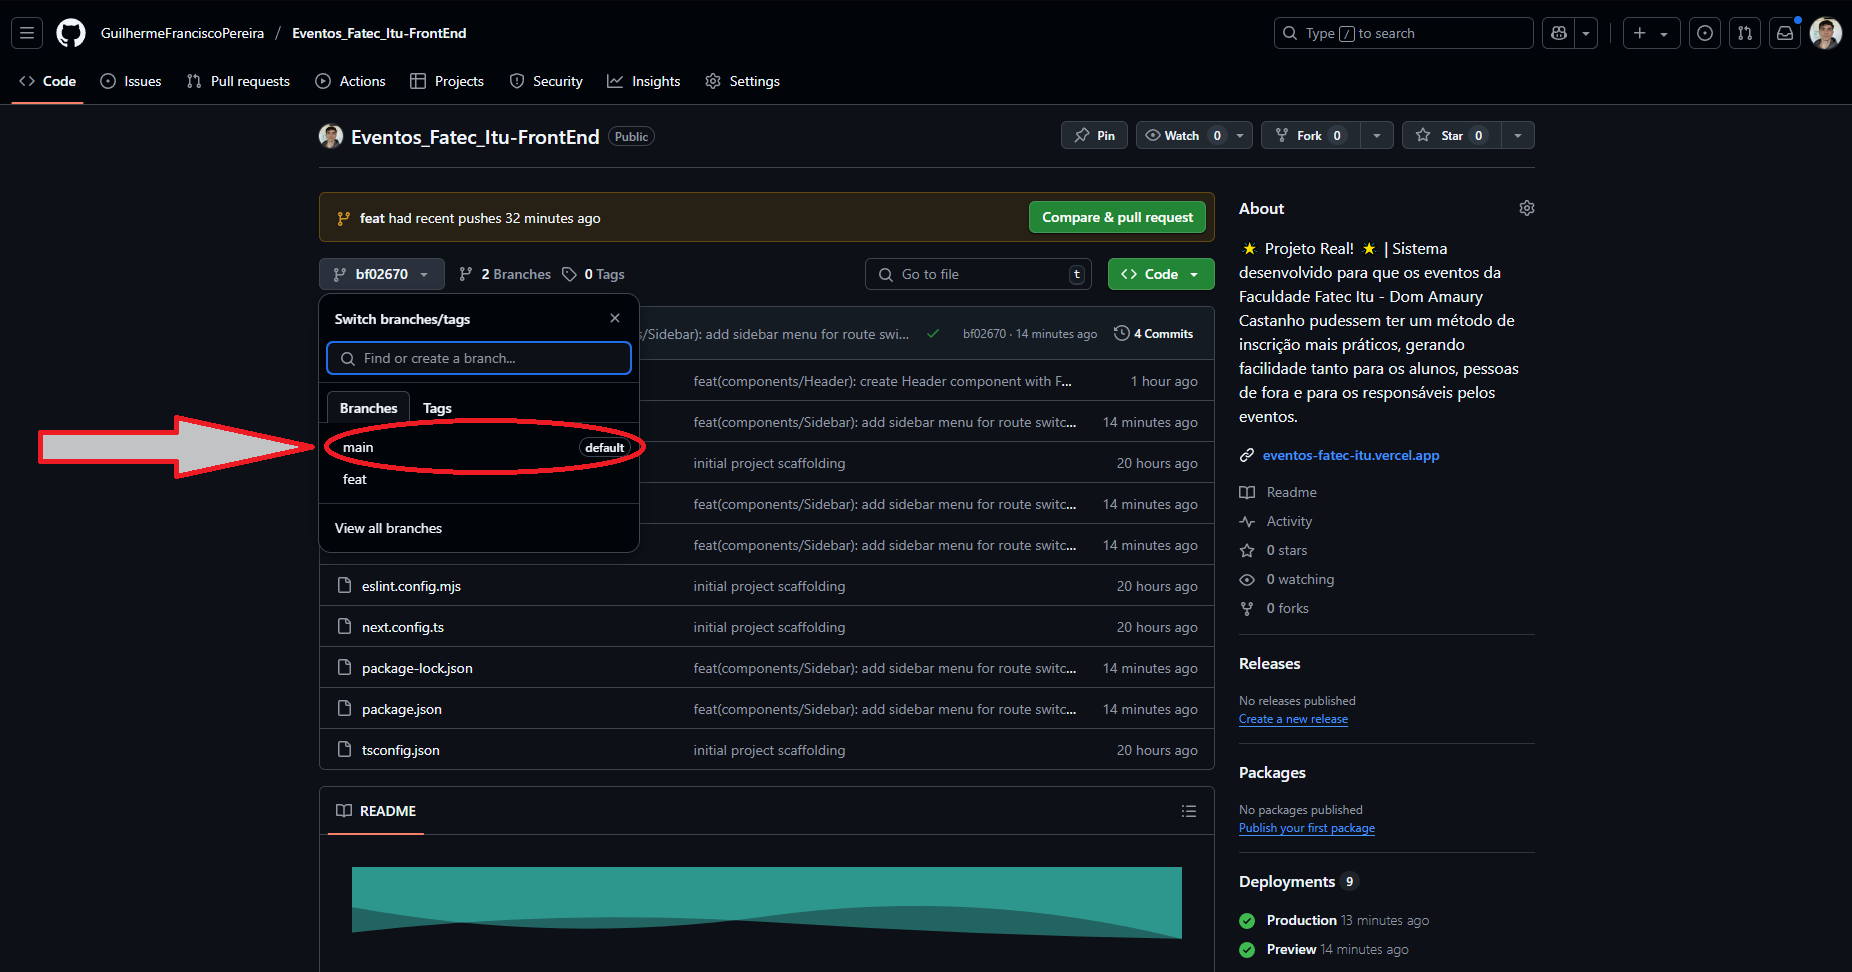 GuilhermeFranciscoPereira / Eventos_Fatec_Itu-FrontEnd
Type / to search
Code Issues Pull requests Actions Projects Security Insights Settings
Eventos_Fatec_Itu-FrontEnd Public
Pin Watch 0 Fork 0 Star 0
feat had recent pushes 32 minutes ago Compare & pull request
bf02670 2 Branches 0 Tags Go to file t Code
Switch branches/tags
Find or create a branch...
Branches Tags
main default
feat
View all branches
/Sidebar): add sidebar menu for route swi... bf02670 · 14 minutes ago 4 Commits
feat(components/Header): create Header component with F... 1 hour ago
feat(components/Sidebar): add sidebar menu for route switc... 14 minutes ago
initial project scaffolding 20 hours ago
feat(components/Sidebar): add sidebar menu for route switc... 14 minutes ago
feat(components/Sidebar): add sidebar menu for route switc... 14 minutes ago
eslint.config.mjs initial project scaffolding 20 hours ago
next.config.ts initial project scaffolding 20 hours ago
package-lock.json feat(components/Sidebar): add sidebar menu for route switc... 14 minutes ago
package.json feat(components/Sidebar): add sidebar menu for route switc... 14 minutes ago
tsconfig.json initial project scaffolding 20 hours ago
README
About
🌟 Projeto Real! 🌟 | Sistema
desenvolvido para que os eventos da
Faculdade Fatec Itu - Dom Amaury
Castanho pudessem ter um método de
inscrição mais práticos, gerando
facilidade tanto para os alunos, pessoas
de fora e para os responsáveis pelos
eventos.
eventos-fatec-itu.vercel.app
Readme
Activity
0 stars
0 watching
0 forks
Releases
No releases published
Create a new release
Packages
No packages published
Publish your first package
Deployments 9
Production 13 minutes ago
Preview 14 minutes ago